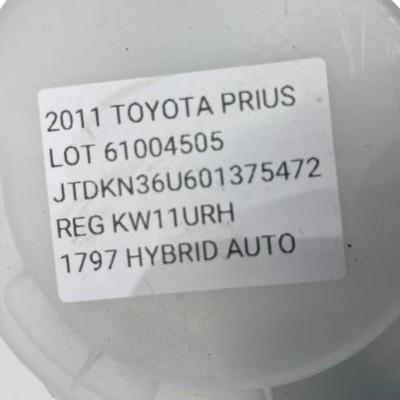 2011 TOYOTA PRIUS
LOT 61004505
JTDKN36U601375472
REG KW11URH
1797 HYBRID AUTO